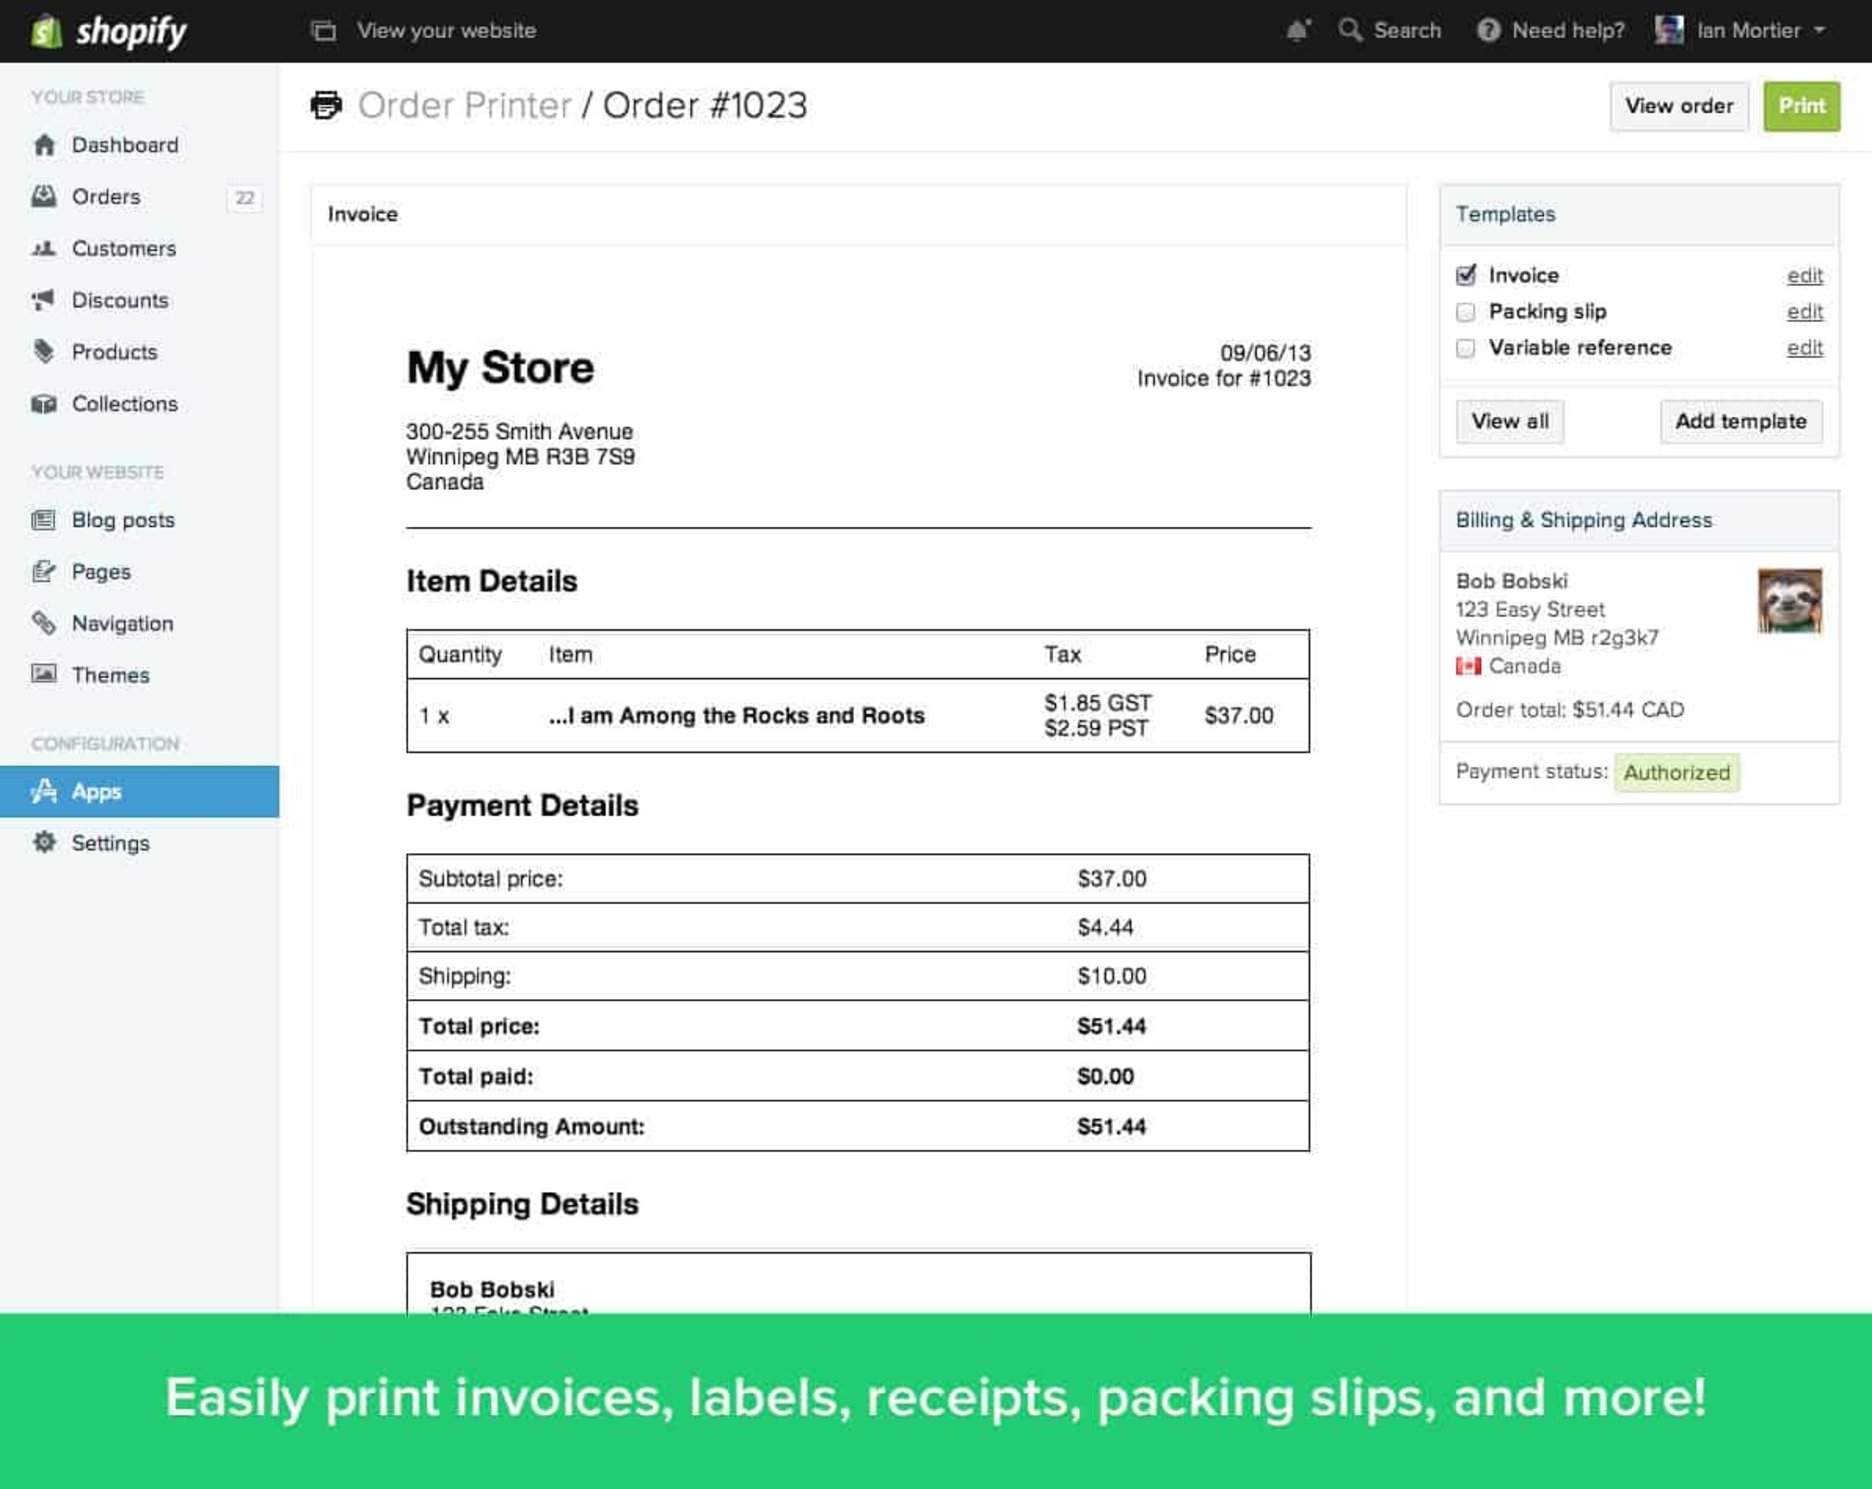 shopify
View your website
Search
Need help?
Ian Mortier
YOUR STORE
Dashboard
Orders 22
Customers
Discounts
Products
Collections
YOUR WEBSITE
Blog posts
Pages
Navigation
Themes
CONFIGURATION
Apps
Settings
Order Printer / Order #1023
View order
Print
Invoice
My Store
09/06/13
Invoice for #1023
300-255 Smith Avenue
Winnipeg MB R3B 7S9
Canada
Item Details
Quantity Item Tax Price
1 x ...I am Among the Rocks and Roots $1.85 GST $37.00
$2.59 PST
Payment Details
Subtotal price: $37.00
Total tax: $4.44
Shipping: $10.00
Total price: $51.44
Total paid: $0.00
Outstanding Amount: $51.44
Shipping Details
Bob Bobski
Templates
Invoice edit
Packing slip edit
Variable reference edit
View all
Add template
Billing & Shipping Address
Bob Bobski
123 Easy Street
Winnipeg MB r2g3k7
Canada
Order total: $51.44 CAD
Payment status: Authorized
Easily print invoices, labels, receipts, packing slips, and more!